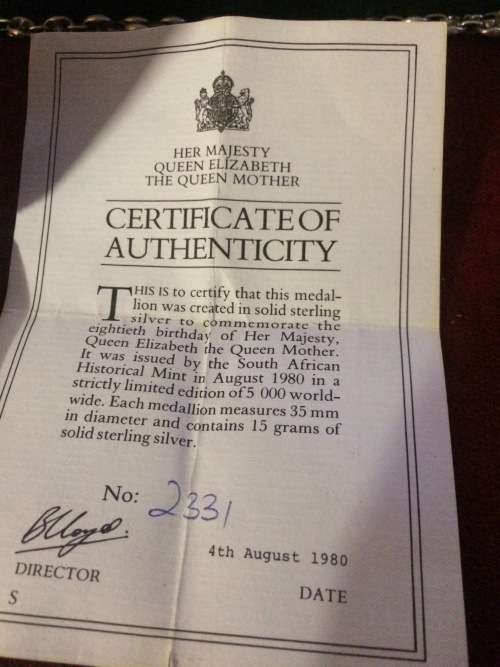 HER MAJESTY
QUEEN ELIZABETH
THE QUEEN MOTHER
CERTIFICATE OF
AUTHENTICITY
THIS IS to certify that this medal-
lion was created in solid sterling
silver to commemorate the
eightieth birthday of Her Majesty,
Queen Elizabeth the Queen Mother.
It was issued by the South African
Historical Mint in August 1980 in a
strictly limited edition of 5 000 world-
wide. Each medallion measures 35 mm
in diameter and contains 15 grams of
solid sterling silver.
No: 2331
BLloyd.
4th August 1980
DIRECTOR
DATE
S